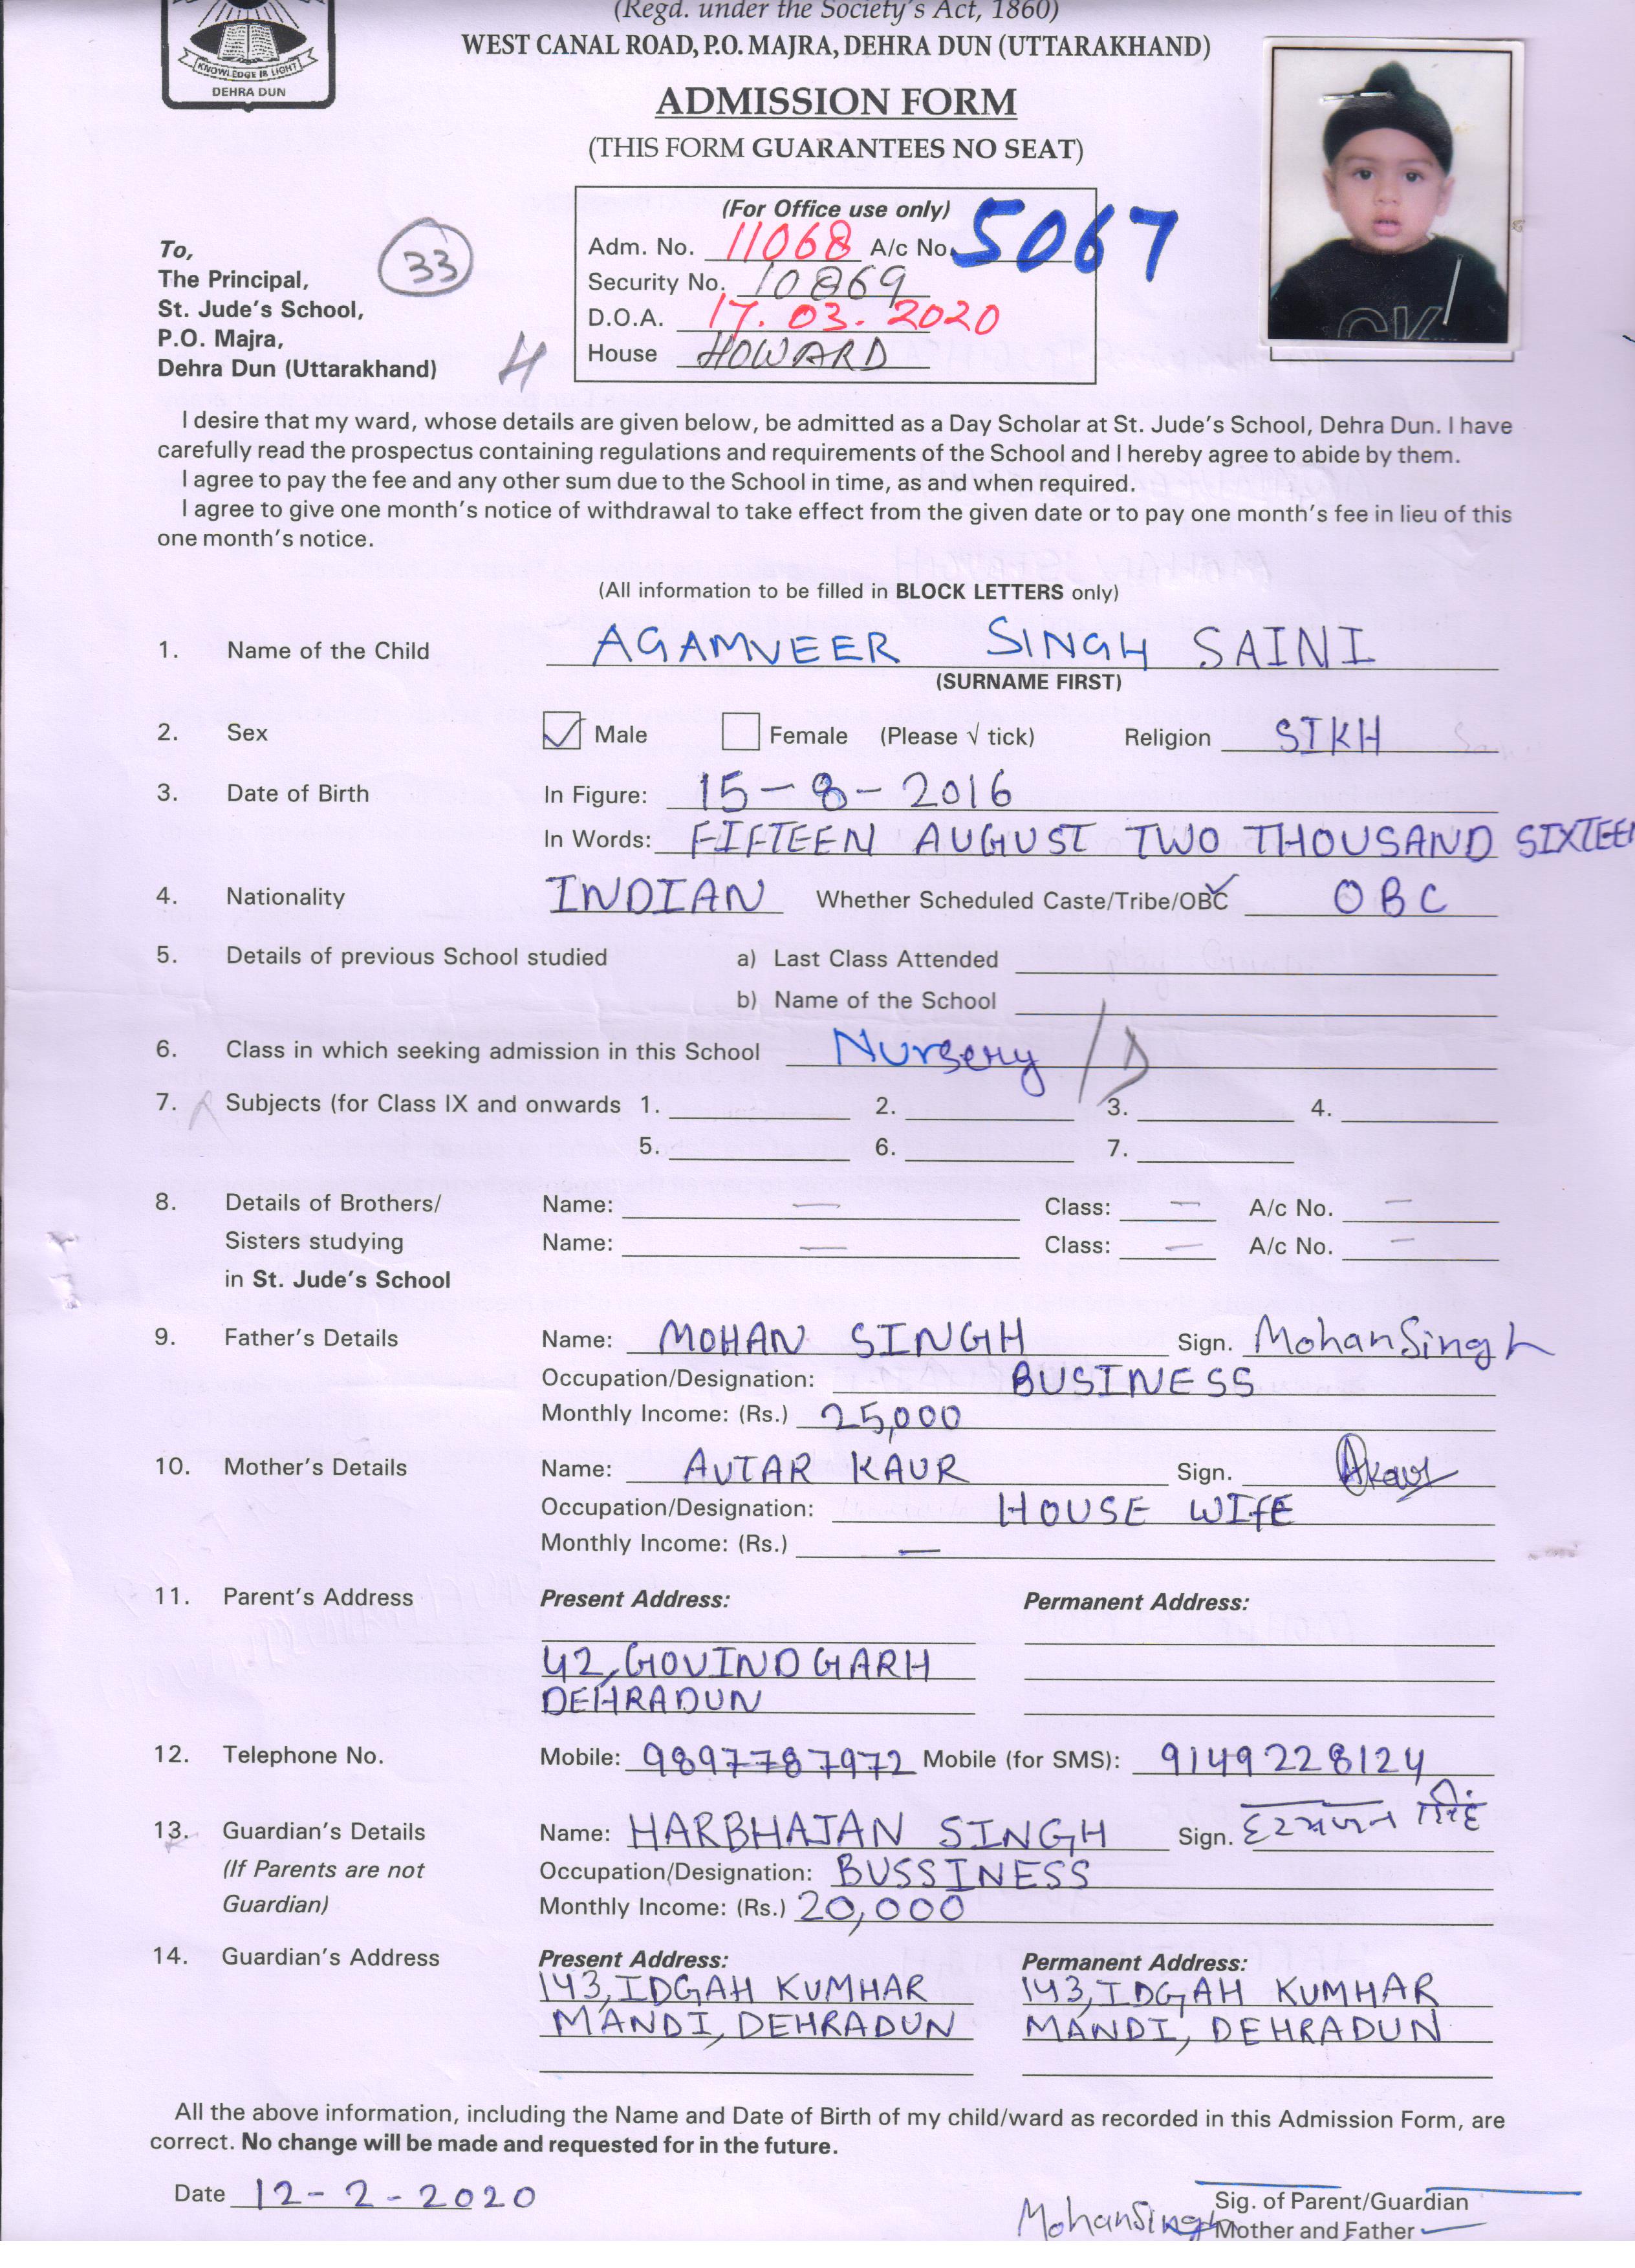 (Regd. under the Society's Act, 1860)
WEST CANAL ROAD, P.O. MAJRA, DEHRA DUN (UTTARAKHAND)
KNOWLEDGE IS LIGHT
DEHRA DUN
ADMISSION FORM
(THIS FORM GUARANTEES NO SEAT)
(For Office use only)
Adm. No. 11068 A/c No. 5067
Security No. 10869
D.O.A. 17.03.2020
House HOWARD
33
To,
The Principal,
St. Jude's School,
P.O. Majra,
Dehra Dun (Uttarakhand)
H
I desire that my ward, whose details are given below, be admitted as a Day Scholar at St. Jude's School, Dehra Dun. I have
carefully read the prospectus containing regulations and requirements of the School and I hereby agree to abide by them.
I agree to pay the fee and any other sum due to the School in time, as and when required.
I agree to give one month's notice of withdrawal to take effect from the given date or to pay one month's fee in lieu of this
one month's notice.
(All information to be filled in BLOCK LETTERS only)
1. Name of the Child AGAMVEER SINGH SAINI
(SURNAME FIRST)
2. Sex ✓ Male Female (Please √ tick) Religion SIKH
3. Date of Birth In Figure: 15-8-2016
In Words: FIFTEEN AUGUST TWO THOUSAND SIXTEEN
4. Nationality INDIAN Whether Scheduled Caste/Tribe/OBC OBC
5. Details of previous School studied a) Last Class Attended
b) Name of the School
6. Class in which seeking admission in this School Nursery / D
7. Subjects (for Class IX and onwards 1. 2. 3. 4.
5. 6. 7.
8. Details of Brothers/ Name: — Class: — A/c No. —
Sisters studying Name: — Class: — A/c No. —
in St. Jude's School
9. Father's Details Name: MOHAN SINGH Sign. Mohan Singh
Occupation/Designation: BUSINESS
Monthly Income: (Rs.) 25,000
10. Mother's Details Name: AUTAR KAUR Sign. AKaur
Occupation/Designation: HOUSE WIFE
Monthly Income: (Rs.) —
11. Parent's Address Present Address: Permanent Address:
42, GOVIND GARH
DEHRADUN
12. Telephone No. Mobile: 9897787972 Mobile (for SMS): 9149228124
13. Guardian's Details Name: HARBHAJAN SINGH Sign. हरभजन सिंह
(If Parents are not Occupation/Designation: BUSSINESS
Guardian) Monthly Income: (Rs.) 20,000
14. Guardian's Address Present Address: Permanent Address:
143, IDGAH KUMHAR 143, IDGAH KUMHAR
MANDI, DEHRADUN MANDI, DEHRADUN
All the above information, including the Name and Date of Birth of my child/ward as recorded in this Admission Form, are
correct. No change will be made and requested for in the future.
Date 12-2-2020
Sig. of Parent/Guardian
Mohan Singh Mother and Father